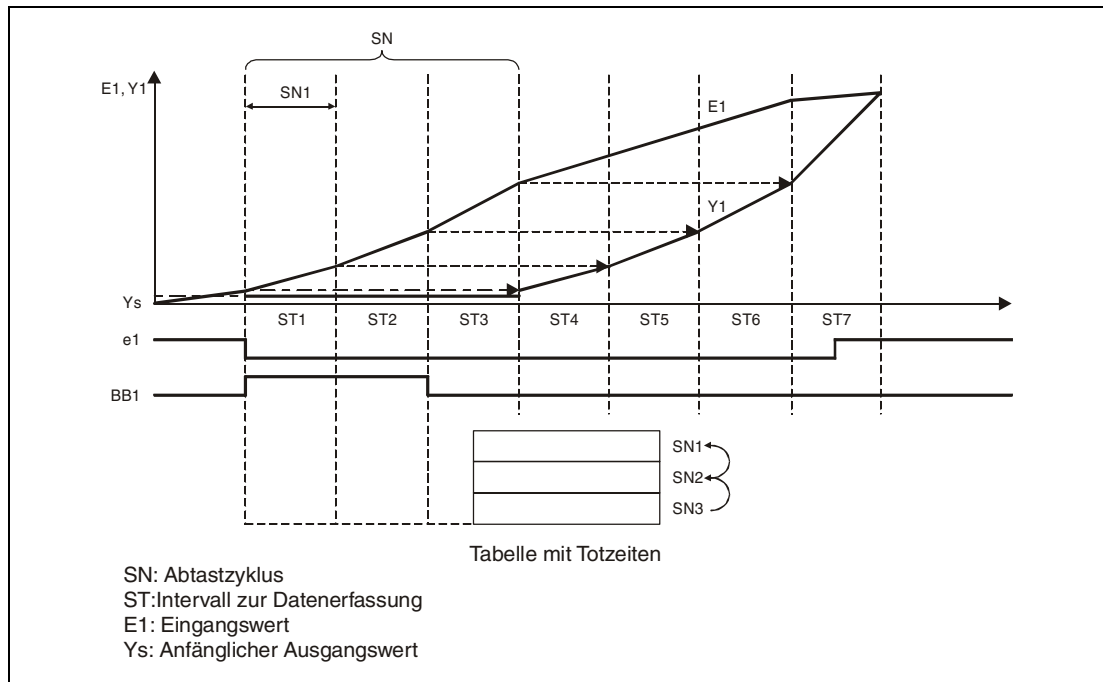 SN
E1, Y1
SN1
E1
Y1
Ys
ST1 ST2 ST3 ST4 ST5 ST6 ST7
e1
BB1
SN1
SN2
SN3
Tabelle mit Totzeiten
SN: Abtastzyklus
ST:Intervall zur Datenerfassung
E1: Eingangswert
Ys: Anfänglicher Ausgangswert